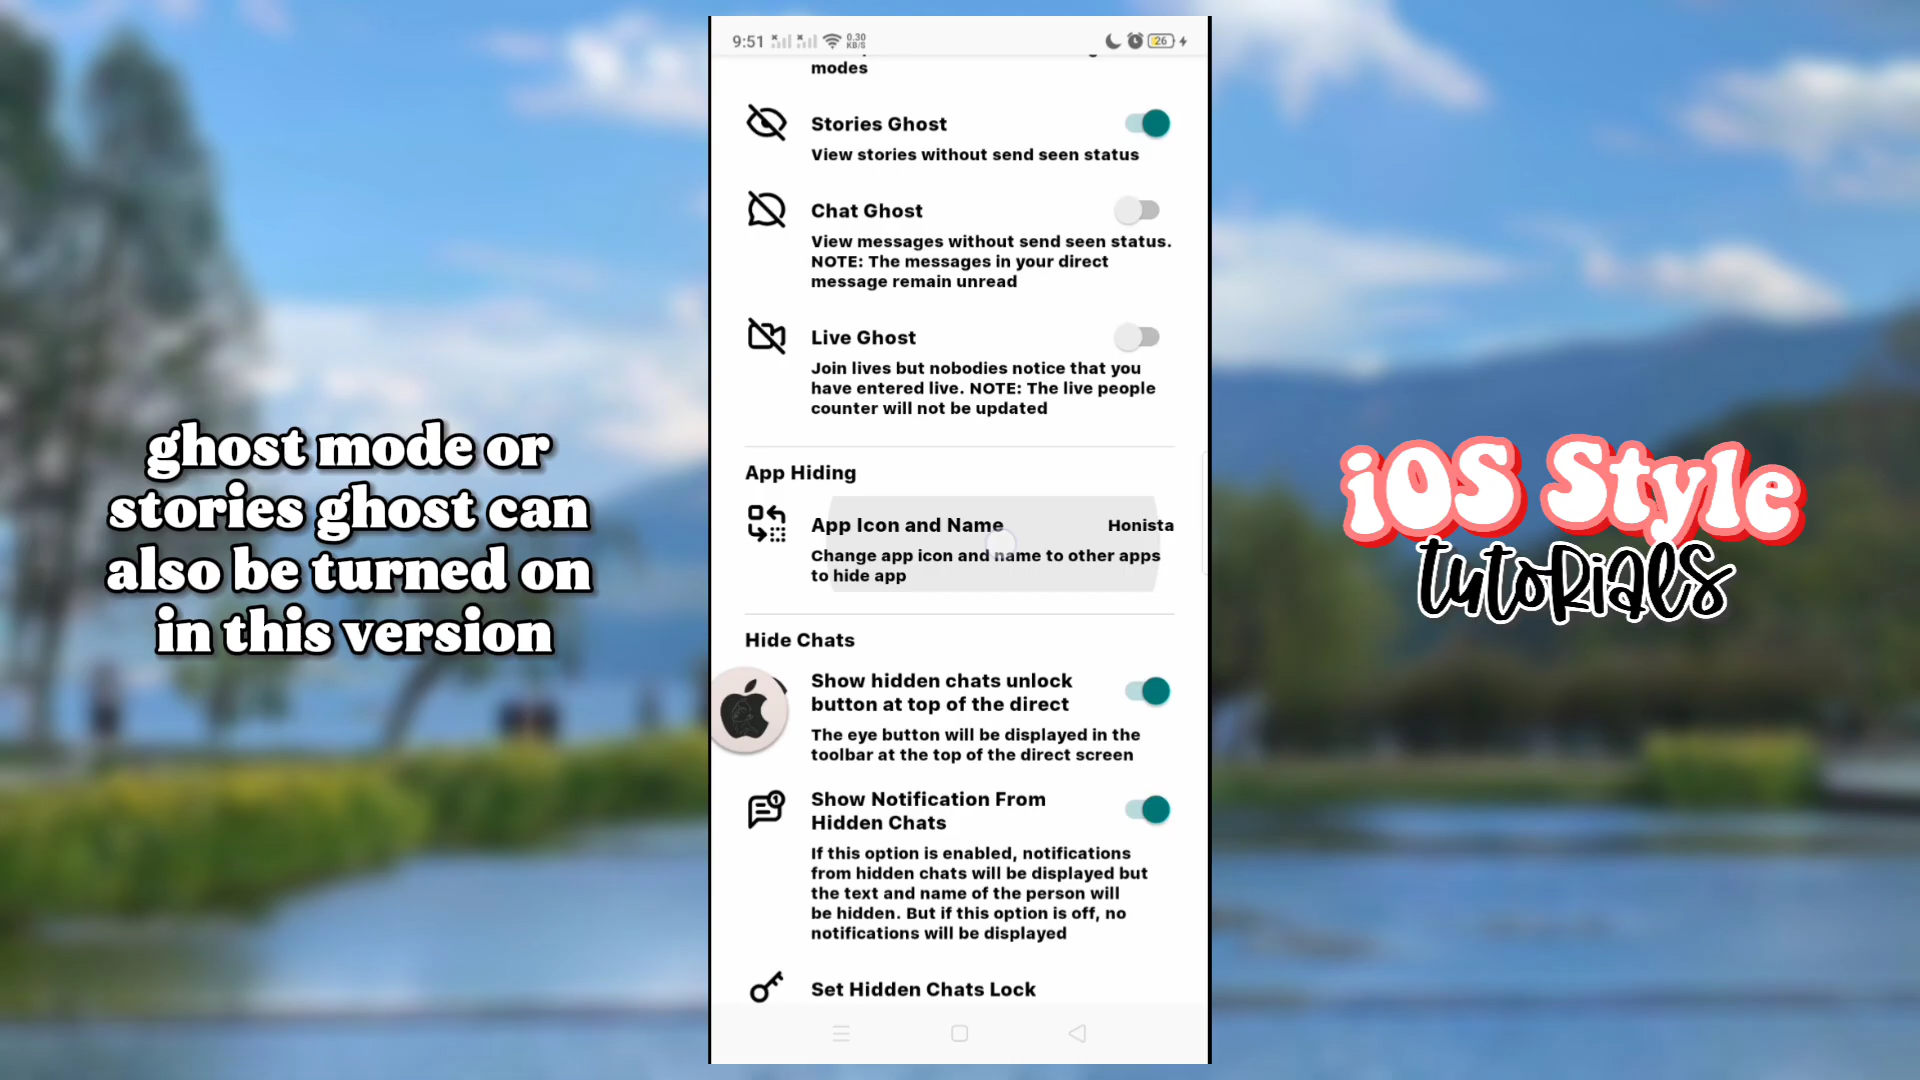 9:51
0.30
KB/S
26
modes
Stories Ghost
View stories without send seen status
Chat Ghost
View messages without send seen status.
NOTE: The messages in your direct
message remain unread
Live Ghost
Join lives but nobodies notice that you
have entered live. NOTE: The live people
counter will not be updated
App Hiding
App Icon and Name
Honista
Change app icon and name to other apps
to hide app
Hide Chats
Show hidden chats unlock
button at top of the direct
The eye button will be displayed in the
toolbar at the top of the direct screen
Show Notification From
Hidden Chats
If this option is enabled, notifications
from hidden chats will be displayed but
the text and name of the person will
be hidden. But if this option is off, no
notifications will be displayed
Set Hidden Chats Lock
ghost mode or
stories ghost can
also be turned on
in this version
iOS Style
tutorials